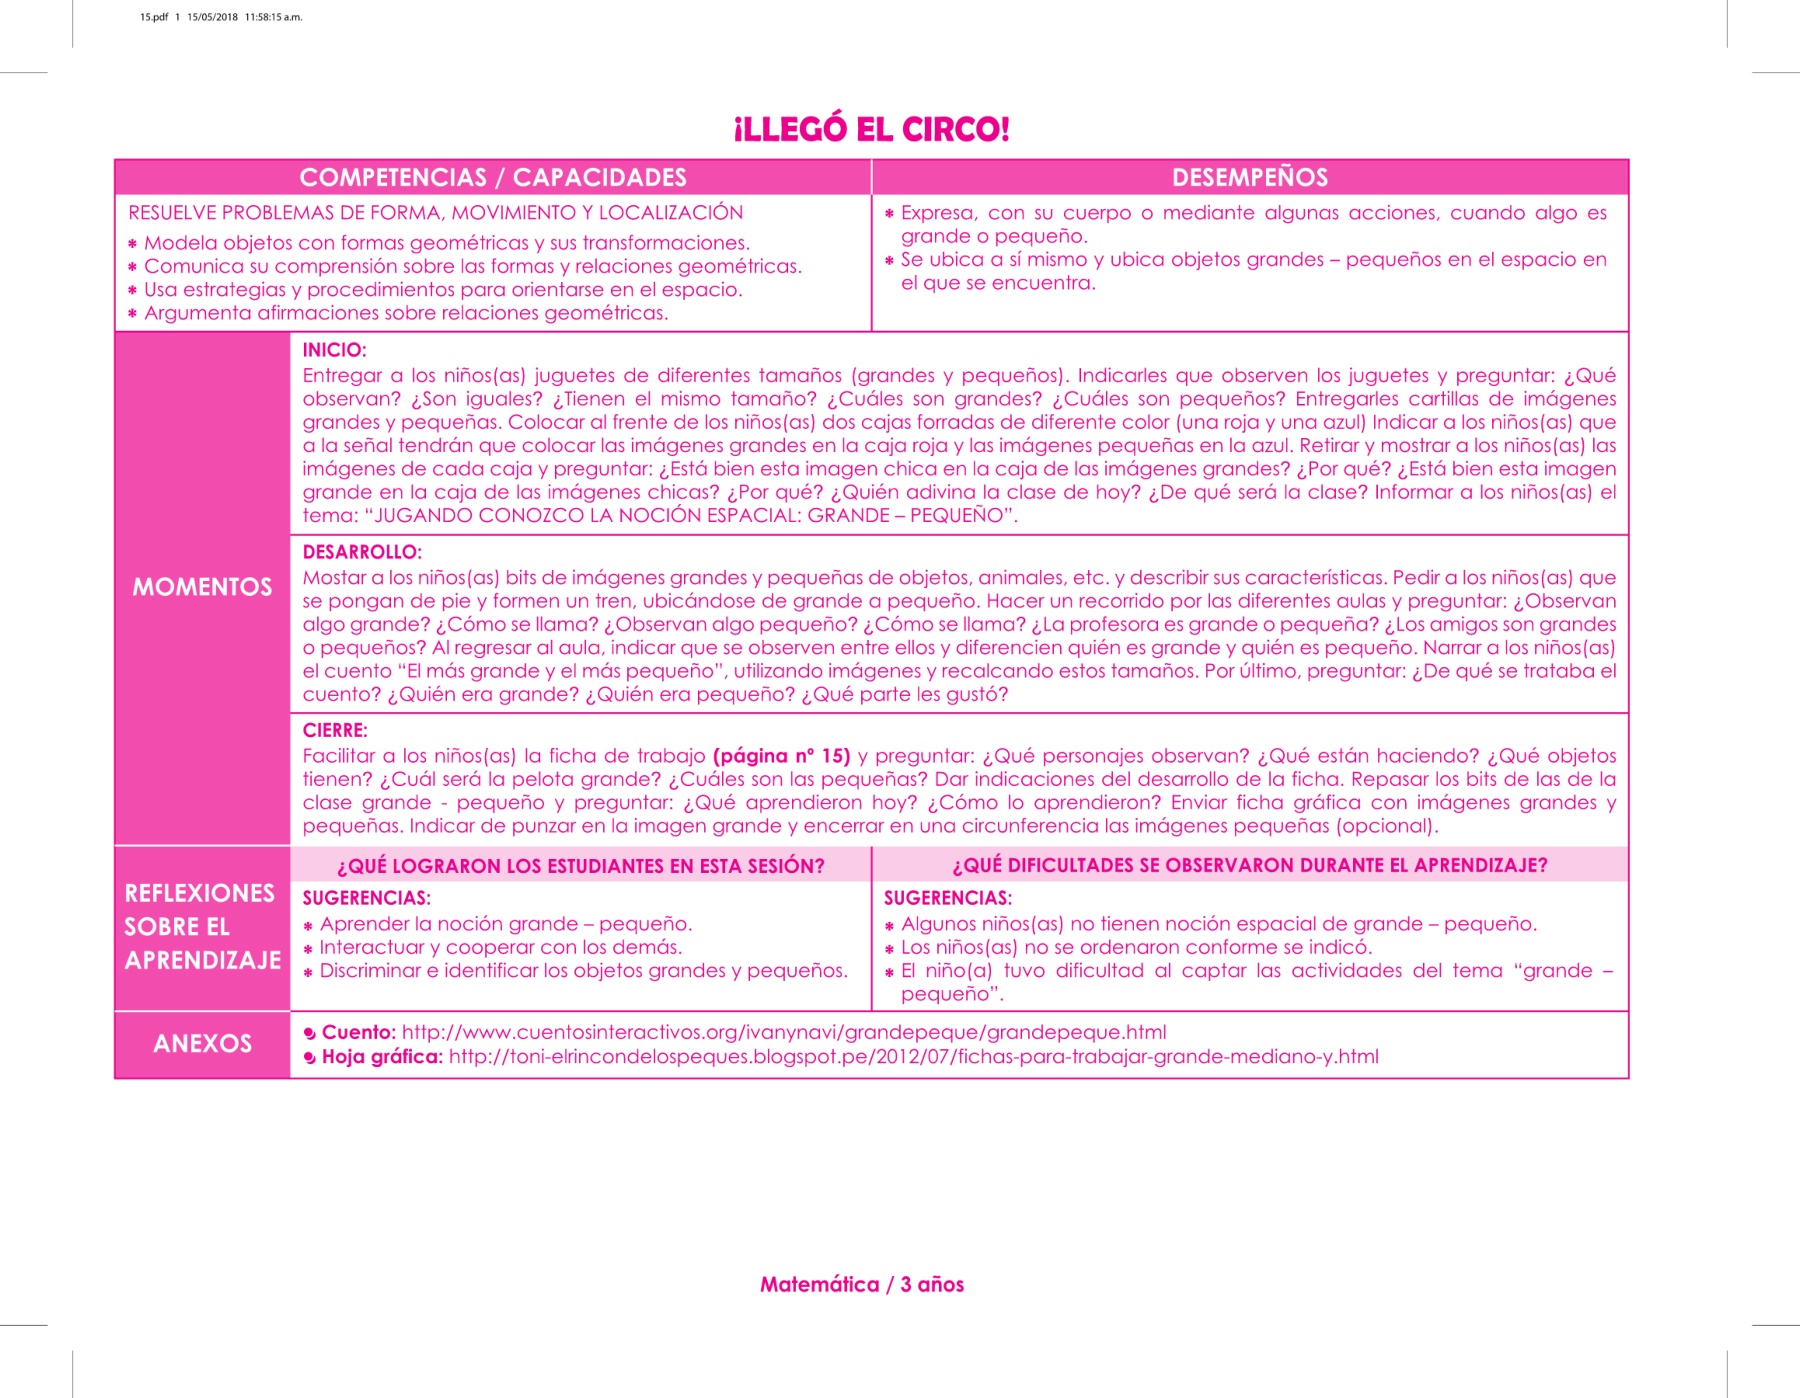 15.pdf 1 15/05/2018 11:58:15 a.m.
¡LLEGÓ EL CIRCO!
COMPETENCIAS / CAPACIDADES
DESEMPEÑOS
RESUELVE PROBLEMAS DE FORMA, MOVIMIENTO Y LOCALIZACIÓN
* Modela objetos con formas geométricas y sus transformaciones.
* Comunica su comprensión sobre las formas y relaciones geométricas.
* Usa estrategias y procedimientos para orientarse en el espacio.
* Argumenta afirmaciones sobre relaciones geométricas.
* Expresa, con su cuerpo o mediante algunas acciones, cuando algo es
grande o pequeño.
* Se ubica a sí mismo y ubica objetos grandes – pequeños en el espacio en
el que se encuentra.
MOMENTOS
INICIO:
Entregar a los niños(as) juguetes de diferentes tamaños (grandes y pequeños). Indicarles que observen los juguetes y preguntar: ¿Qué
observan? ¿Son iguales? ¿Tienen el mismo tamaño? ¿Cuáles son grandes? ¿Cuáles son pequeños? Entregarles cartillas de imágenes
grandes y pequeñas. Colocar al frente de los niños(as) dos cajas forradas de diferente color (una roja y una azul) Indicar a los niños(as) que
a la señal tendrán que colocar las imágenes grandes en la caja roja y las imágenes pequeñas en la azul. Retirar y mostrar a los niños(as) las
imágenes de cada caja y preguntar: ¿Está bien esta imagen chica en la caja de las imágenes grandes? ¿Por qué? ¿Está bien esta imagen
grande en la caja de las imágenes chicas? ¿Por qué? ¿Quién adivina la clase de hoy? ¿De qué será la clase? Informar a los niños(as) el
tema: “JUGANDO CONOZCO LA NOCIÓN ESPACIAL: GRANDE – PEQUEÑO”.
DESARROLLO:
Mostar a los niños(as) bits de imágenes grandes y pequeñas de objetos, animales, etc. y describir sus características. Pedir a los niños(as) que
se pongan de pie y formen un tren, ubicándose de grande a pequeño. Hacer un recorrido por las diferentes aulas y preguntar: ¿Observan
algo grande? ¿Cómo se llama? ¿Observan algo pequeño? ¿Cómo se llama? ¿La profesora es grande o pequeña? ¿Los amigos son grandes
o pequeños? Al regresar al aula, indicar que se observen entre ellos y diferencien quién es grande y quién es pequeño. Narrar a los niños(as)
el cuento “El más grande y el más pequeño”, utilizando imágenes y recalcando estos tamaños. Por último, preguntar: ¿De qué se trataba el
cuento? ¿Quién era grande? ¿Quién era pequeño? ¿Qué parte les gustó?
CIERRE:
Facilitar a los niños(as) la ficha de trabajo (página nº 15) y preguntar: ¿Qué personajes observan? ¿Qué están haciendo? ¿Qué objetos
tienen? ¿Cuál será la pelota grande? ¿Cuáles son las pequeñas? Dar indicaciones del desarrollo de la ficha. Repasar los bits de las de la
clase grande - pequeño y preguntar: ¿Qué aprendieron hoy? ¿Cómo lo aprendieron? Enviar ficha gráfica con imágenes grandes y
pequeñas. Indicar de punzar en la imagen grande y encerrar en una circunferencia las imágenes pequeñas (opcional).
REFLEXIONES
SOBRE EL
APRENDIZAJE
¿QUÉ LOGRARON LOS ESTUDIANTES EN ESTA SESIÓN?
SUGERENCIAS:
* Aprender la noción grande – pequeño.
* Interactuar y cooperar con los demás.
* Discriminar e identificar los objetos grandes y pequeños.
¿QUÉ DIFICULTADES SE OBSERVARON DURANTE EL APRENDIZAJE?
SUGERENCIAS:
* Algunos niños(as) no tienen noción espacial de grande – pequeño.
* Los niños(as) no se ordenaron conforme se indicó.
* El niño(a) tuvo dificultad al captar las actividades del tema “grande –
pequeño”.
ANEXOS
Cuento: http://www.cuentosinteractivos.org/ivanynavi/grandepeque/grandepeque.html
Hoja gráfica: http://toni-elrincondelospeques.blogspot.pe/2012/07/fichas-para-trabajar-grande-mediano-y.html
Matemática / 3 años